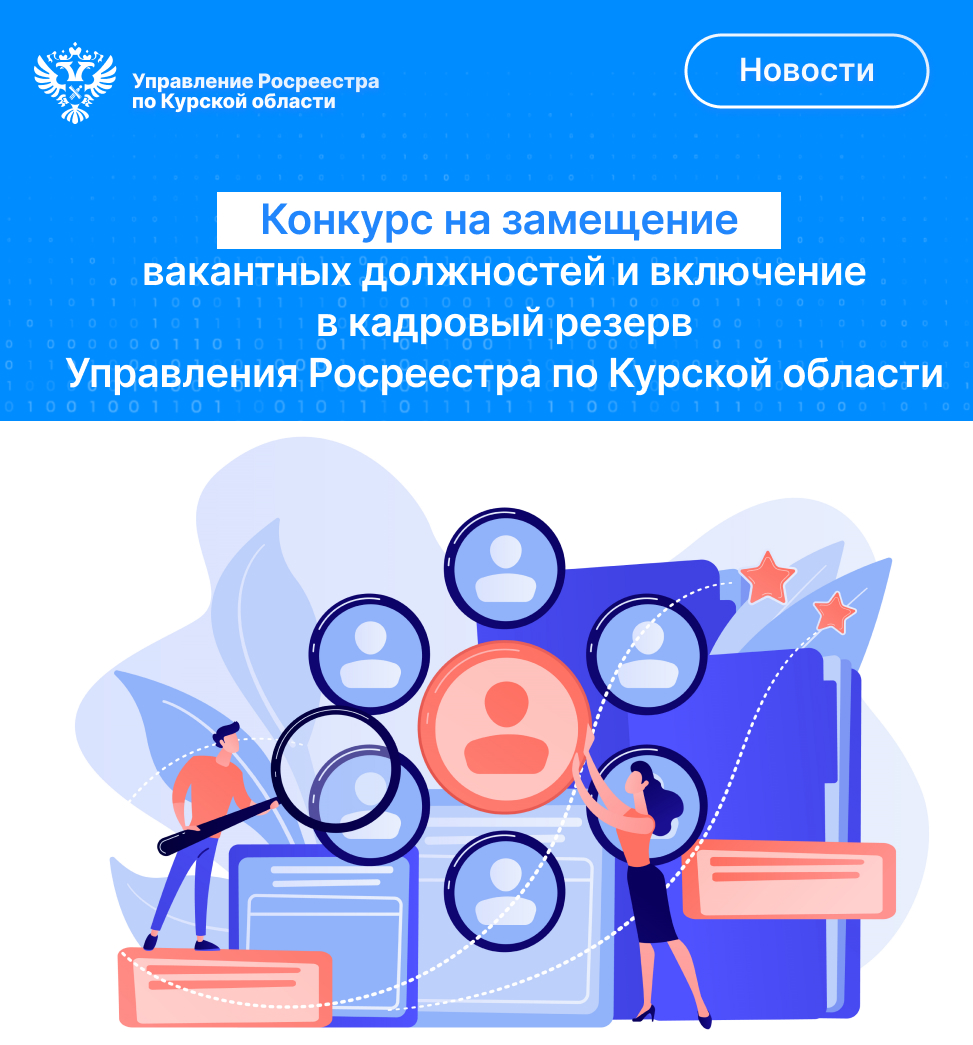 Управление Росреестра
по Курской области
Новости
Конкурс на замещение
вакантных должностей и включение
в кадровый резерв
Управления Росреестра по Курской области